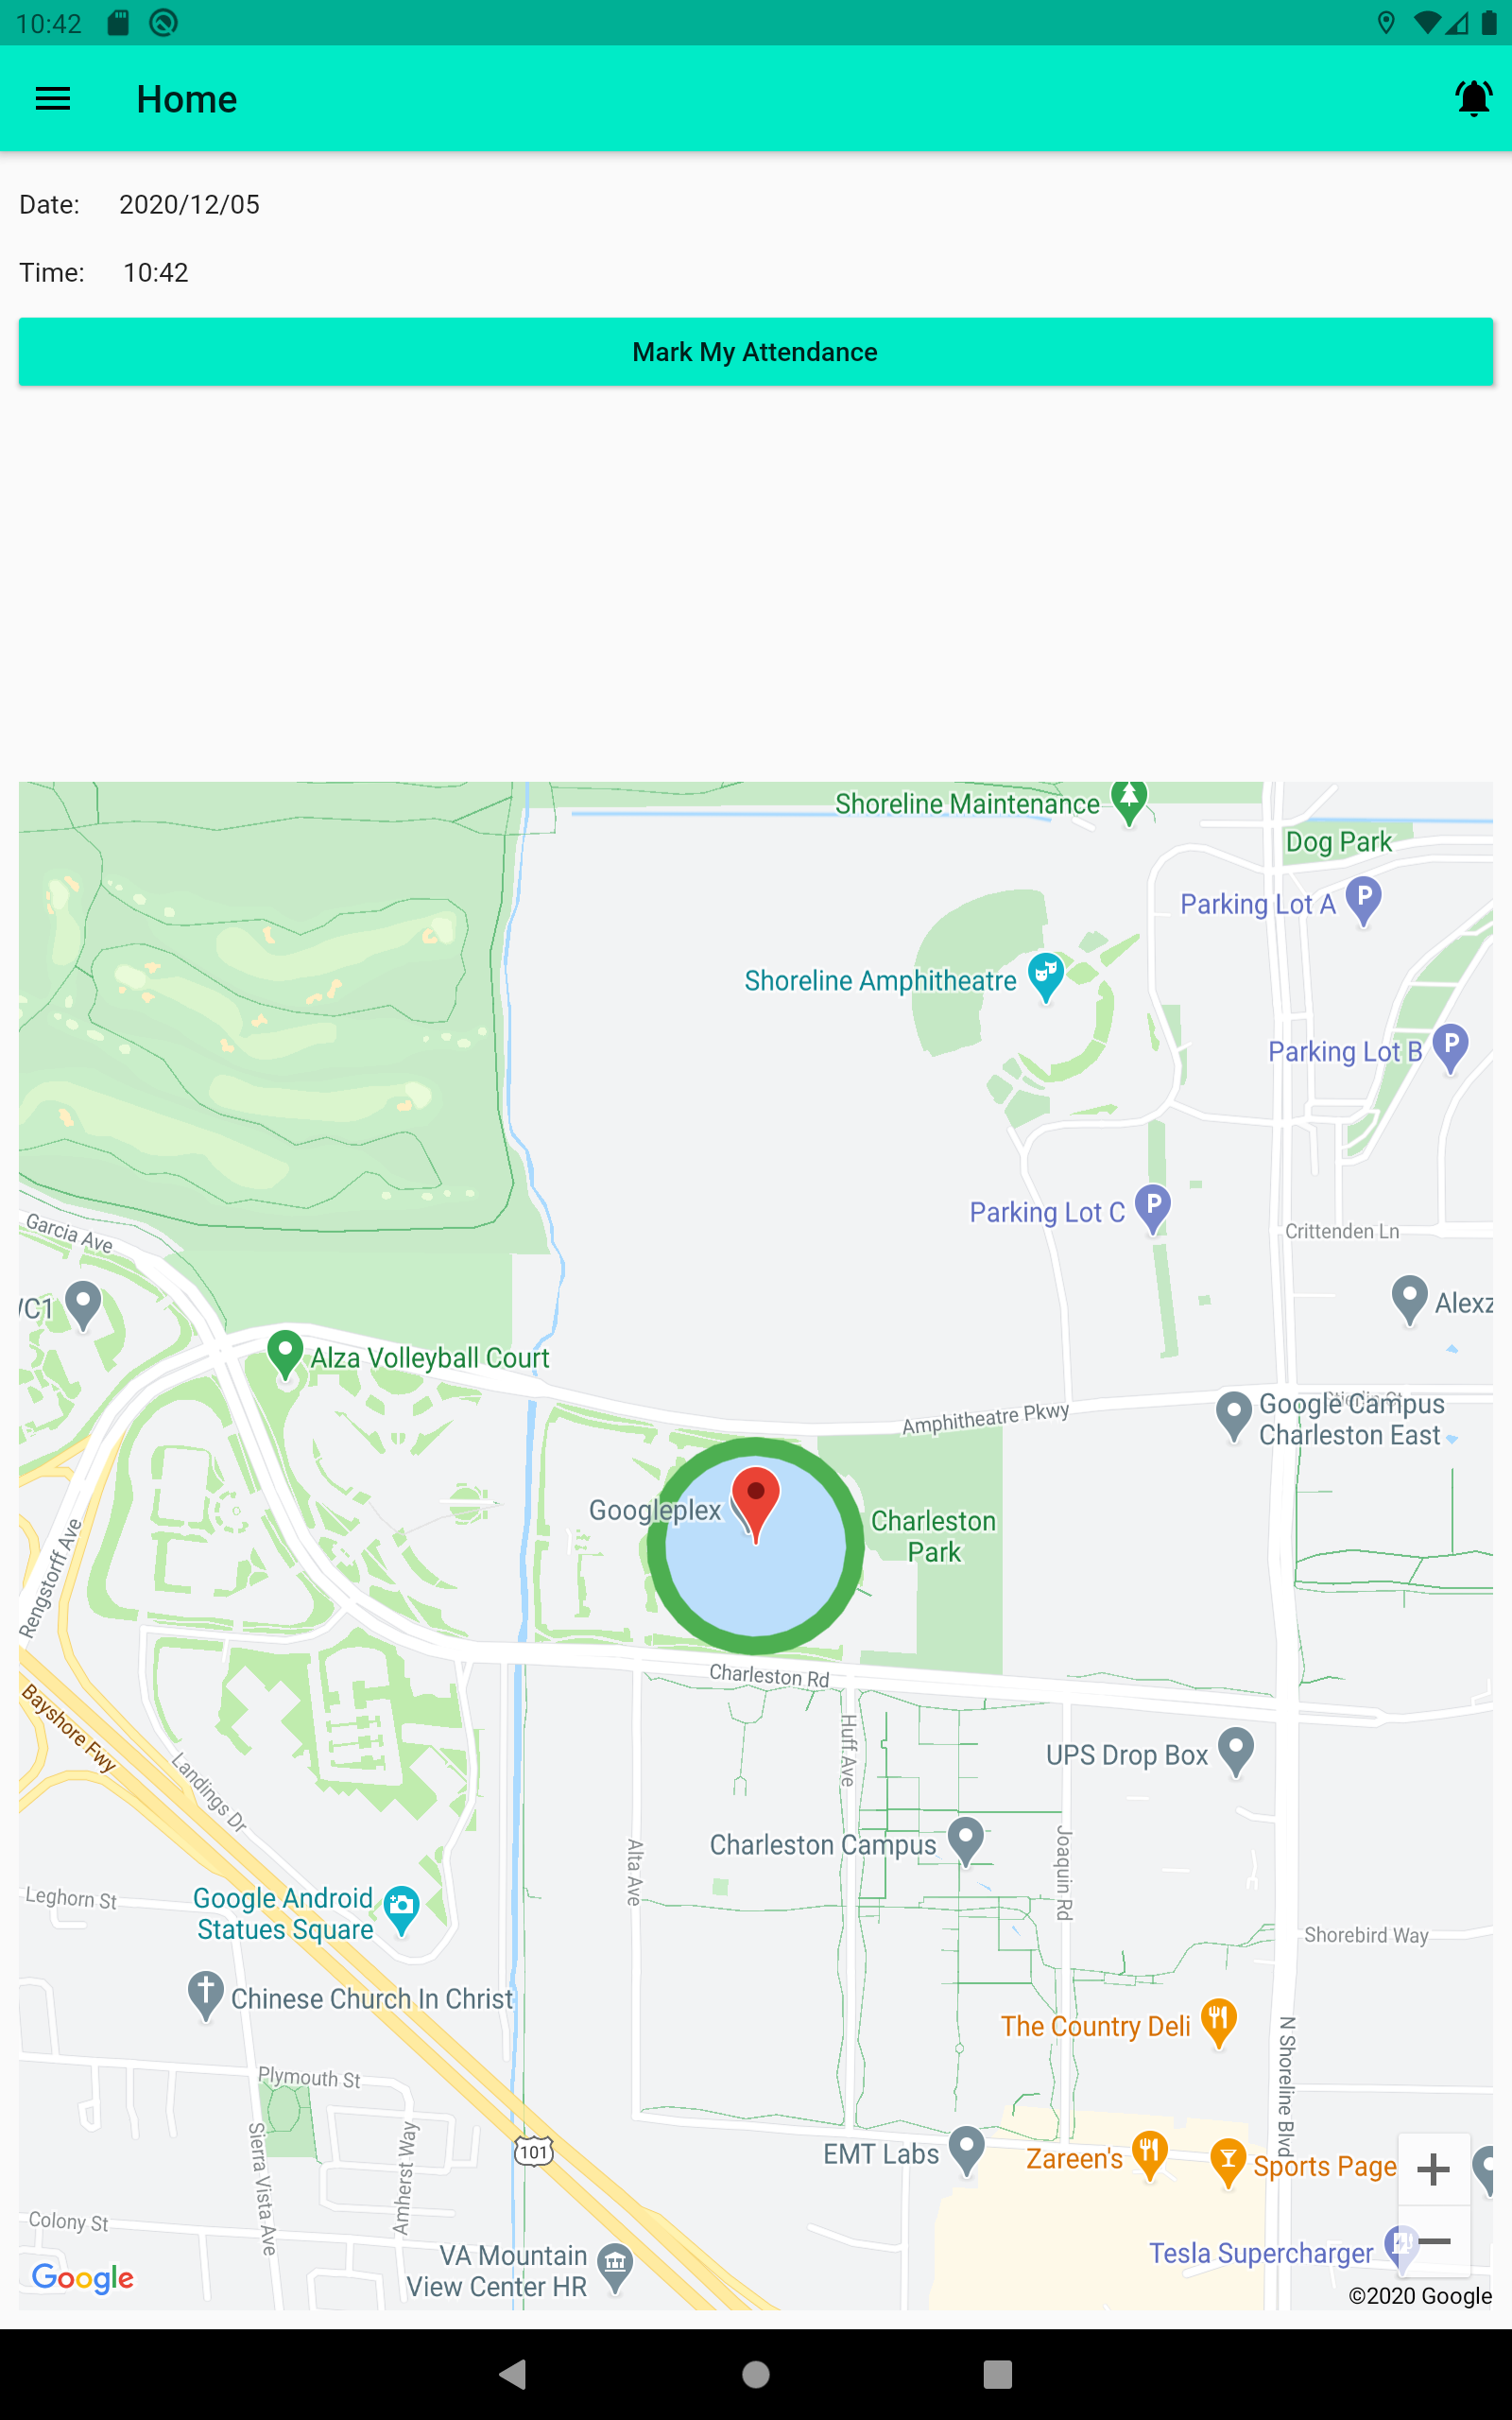 10:42
Home
Date: 2020/12/05
Time: 10:42
Mark My Attendance
Shoreline Maintenance
Dog Park
Parking Lot A
Shoreline Amphitheatre
Parking Lot B
Parking Lot C
Garcia Ave
Crittenden Ln
VC1
Alexz
Alza Volleyball Court
Amphitheatre Pkwy
Google Campus
Charleston East
Googleplex
Charleston
Park
Rengstorff Ave
Charleston Rd
Bayshore Fwy
Huff Ave
Landings Dr
UPS Drop Box
Charleston Campus
Alta Ave
Joaquin Rd
Leghorn St
Google Android
Statues Square
Shorebird Way
Chinese Church In Christ
The Country Deli
Plymouth St
N Shoreline Blvd
Sierra Vista Ave
Amherst Way
101
EMT Labs
Zareen's
Sports Page
Colony St
VA Mountain
View Center HR
Tesla Supercharger
Google
©2020 Google